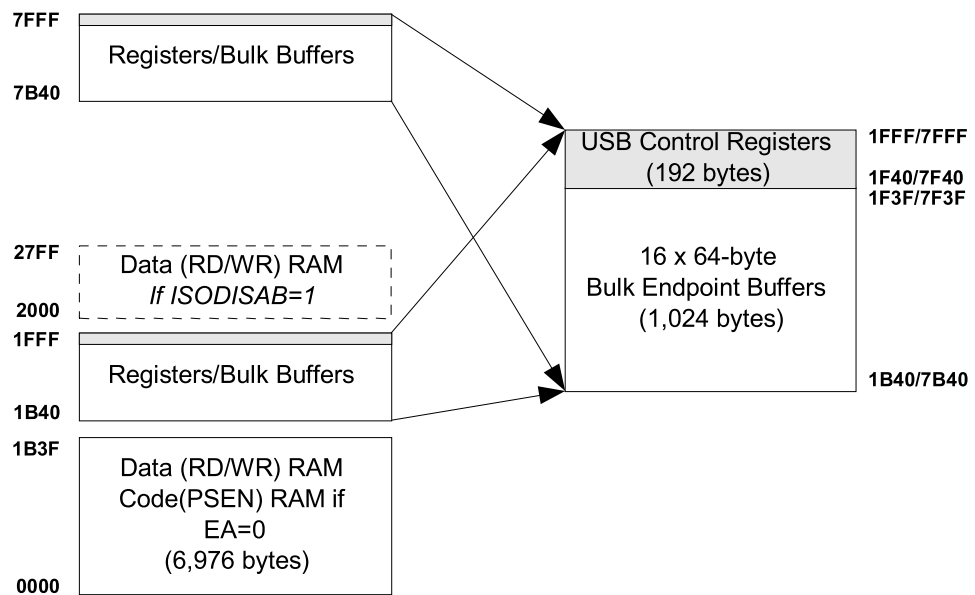 7FFF
Registers/Bulk Buffers
7B40
27FF
Data (RD/WR) RAM
If ISODISAB=1
2000
1FFF
Registers/Bulk Buffers
1B40
1B3F
Data (RD/WR) RAM
Code(PSEN) RAM if
EA=0
(6,976 bytes)
0000
USB Control Registers
(192 bytes)
16 x 64-byte
Bulk Endpoint Buffers
(1,024 bytes)
1FFF/7FFF
1F40/7F40
1F3F/7F3F
1B40/7B40